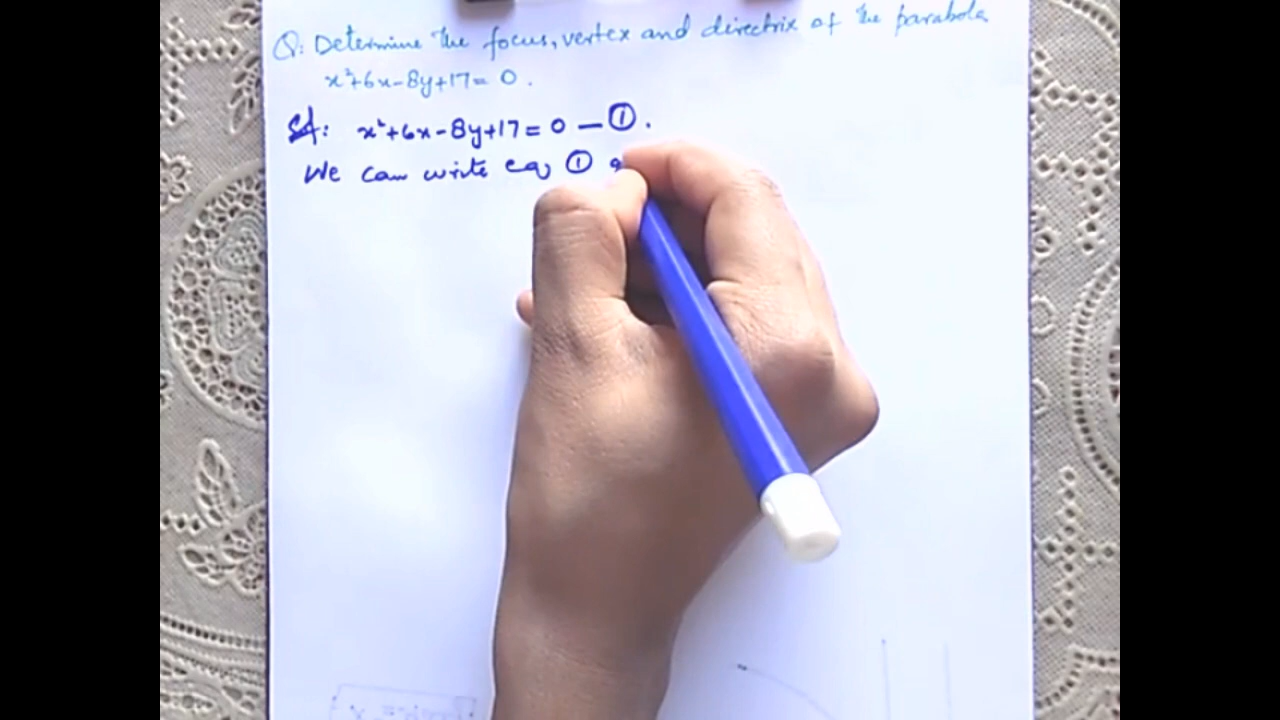 Q: Determine the focus, vertex and directrix of the parabola
x²+6x-8y+17= 0 .
Sol: x²+6x-8y+17= 0 — ① .
We can write eq ①